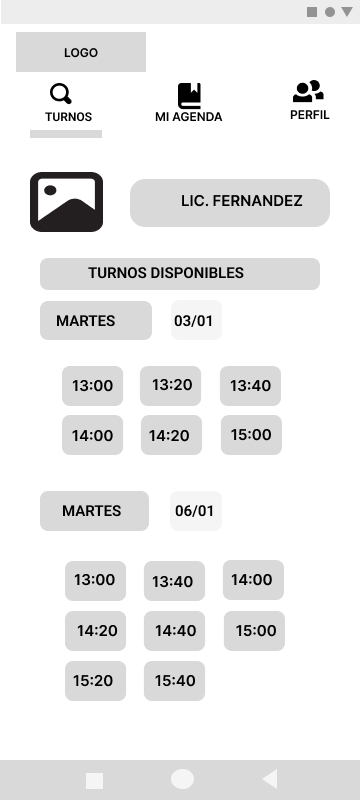 LOGO
TURNOS MI AGENDA PERFIL
LIC. FERNANDEZ
TURNOS DISPONIBLES
MARTES 03/01
13:00 13:20 13:40
14:00 14:20 15:00
MARTES 06/01
13:00 13:40 14:00
14:20 14:40 15:00
15:20 15:40